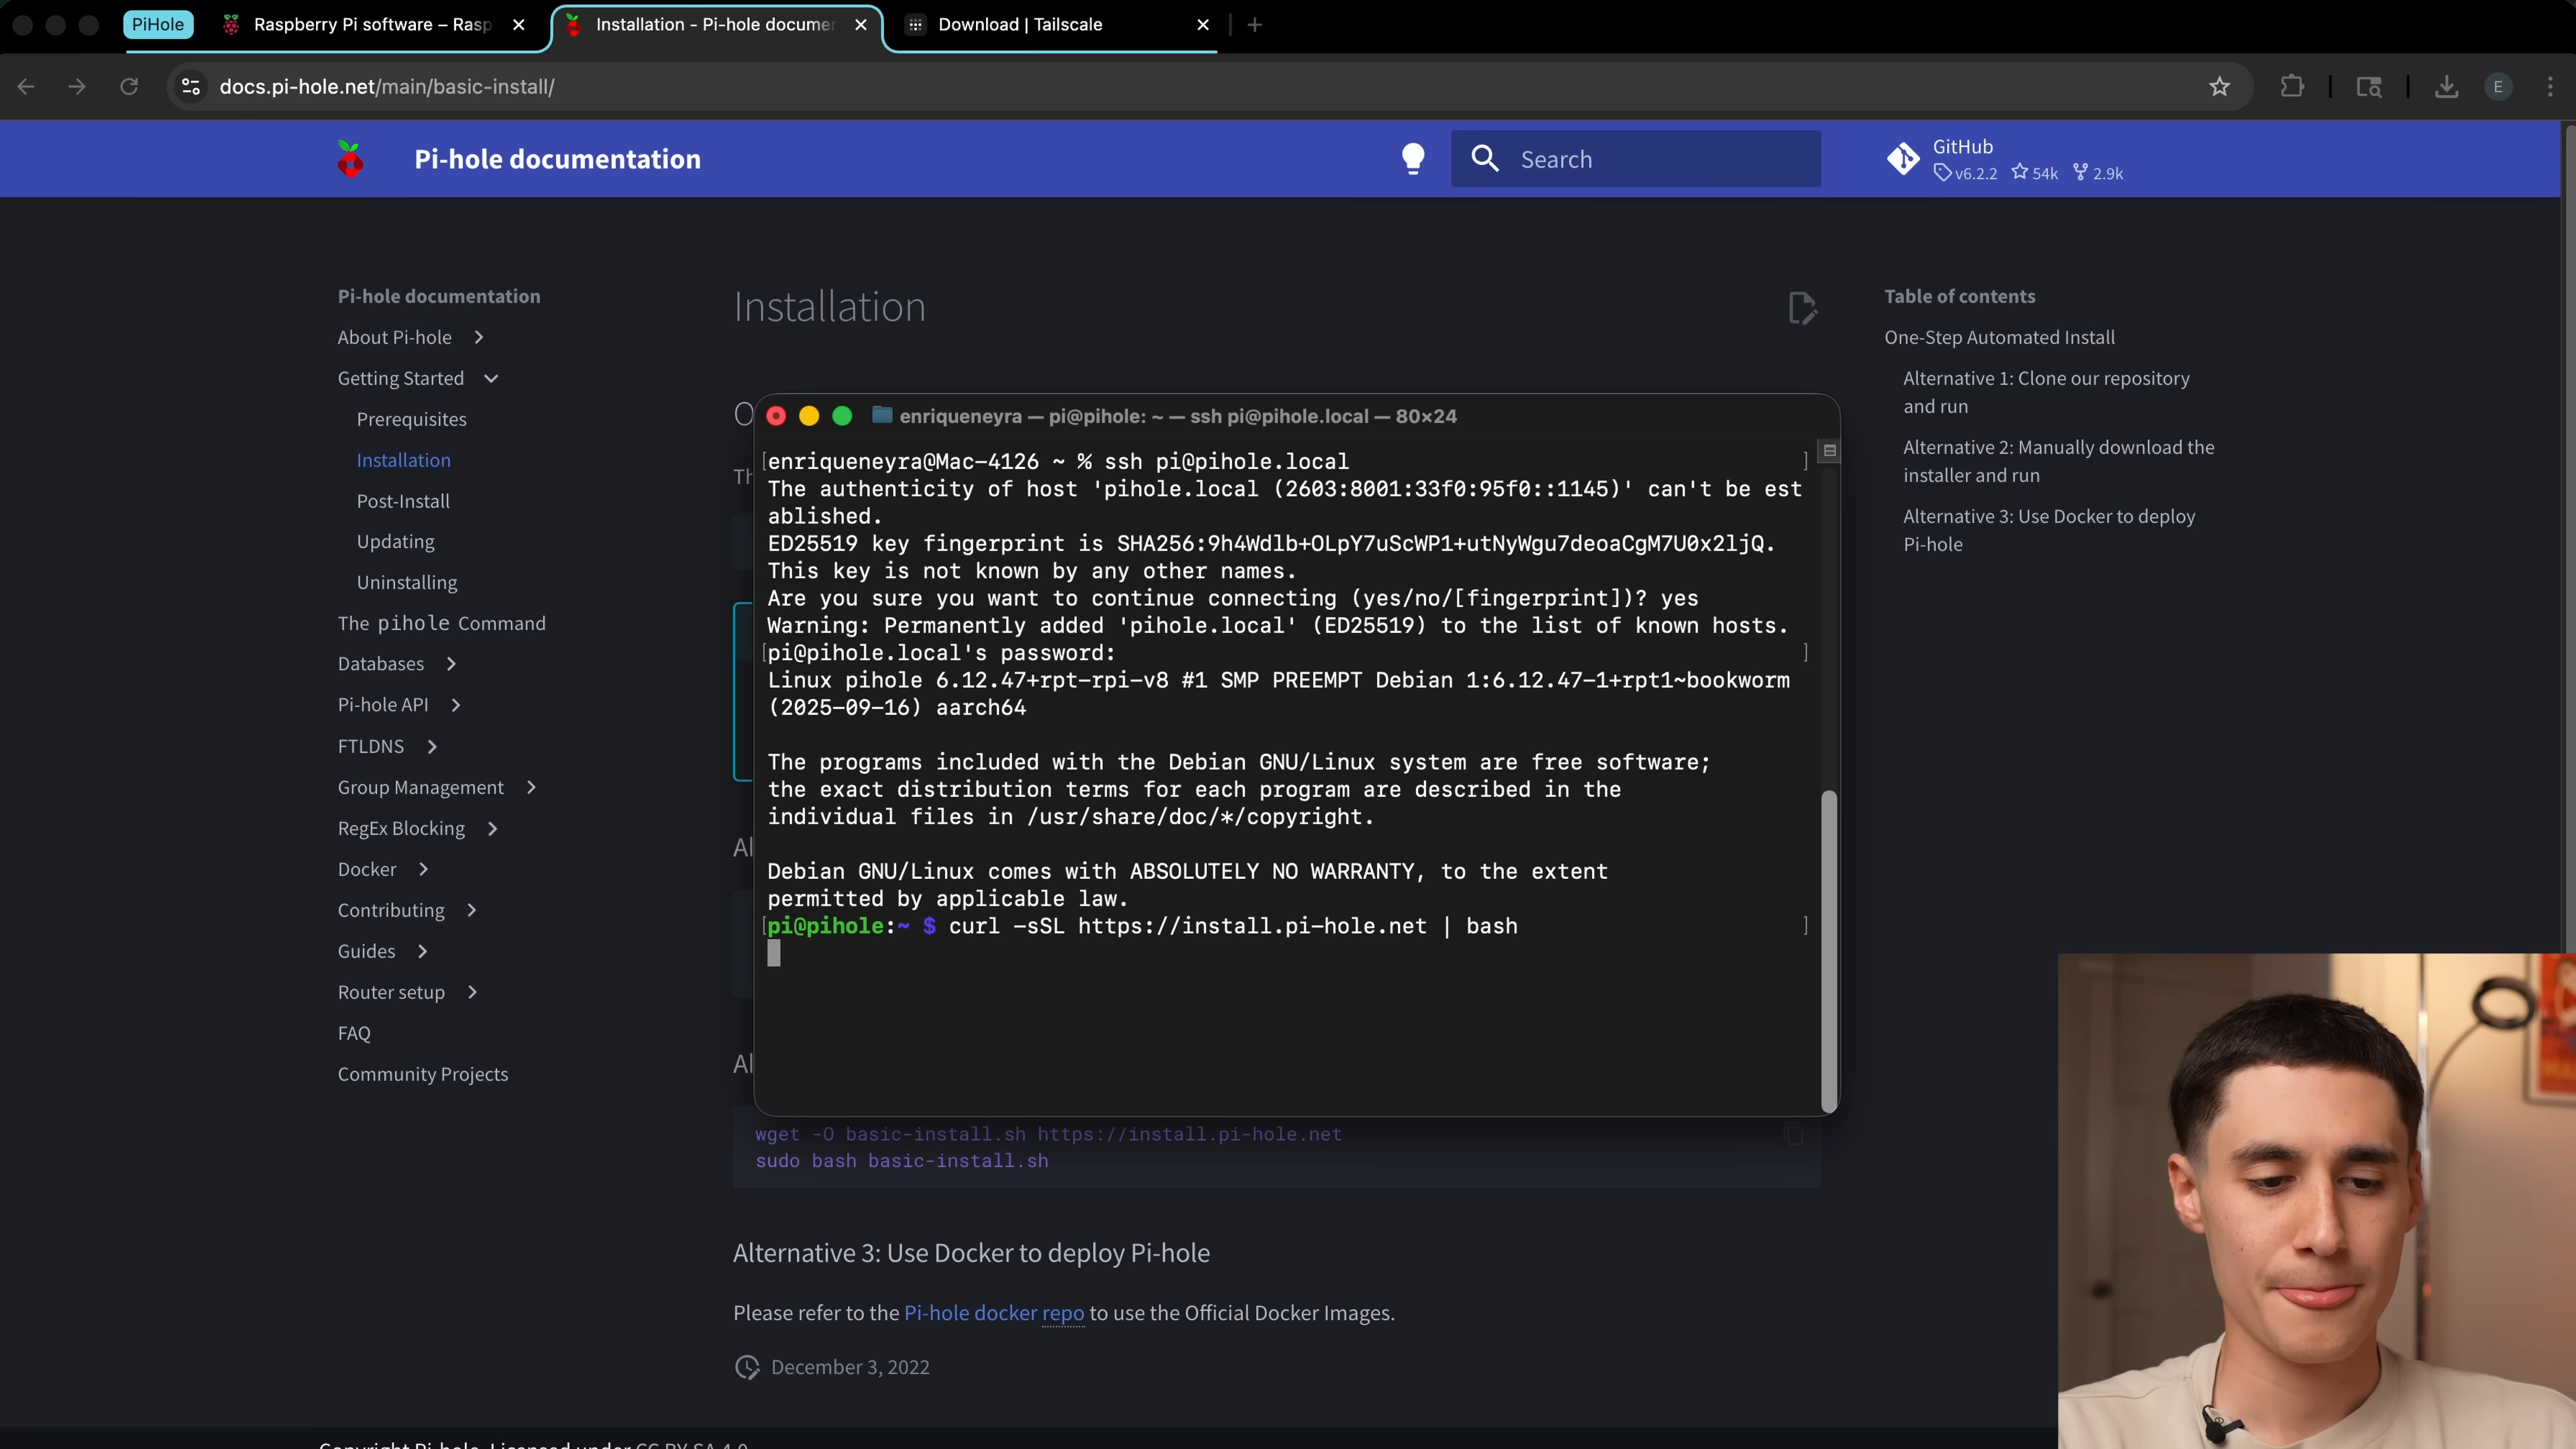 PiHole
Raspberry Pi software – Rasp
Installation - Pi-hole documen
Download | Tailscale
docs.pi-hole.net/main/basic-install/
E
Pi-hole documentation
Search
GitHub
v6.2.2 54k 2.9k
Pi-hole documentation
About Pi-hole
Getting Started
Prerequisites
Installation
Post-Install
Updating
Uninstalling
The pihole Command
Databases
Pi-hole API
FTLDNS
Group Management
RegEx Blocking
Docker
Contributing
Guides
Router setup
FAQ
Community Projects
Installation
O
Th
Al
Al
enriqueneyra — pi@pihole: ~ — ssh pi@pihole.local — 80×24
[enriqueneyra@Mac-4126 ~ % ssh pi@pihole.local ]
The authenticity of host 'pihole.local (2603:8001:33f0:95f0::1145)' can't be est
ablished.
ED25519 key fingerprint is SHA256:9h4Wdlb+OLpY7uScWP1+utNyWgu7deoaCgM7U0x2ljQ.
This key is not known by any other names.
Are you sure you want to continue connecting (yes/no/[fingerprint])? yes
Warning: Permanently added 'pihole.local' (ED25519) to the list of known hosts.
[pi@pihole.local's password: ]
Linux pihole 6.12.47+rpt-rpi-v8 #1 SMP PREEMPT Debian 1:6.12.47-1+rpt1~bookworm
(2025-09-16) aarch64
The programs included with the Debian GNU/Linux system are free software;
the exact distribution terms for each program are described in the
individual files in /usr/share/doc/*/copyright.
Debian GNU/Linux comes with ABSOLUTELY NO WARRANTY, to the extent
permitted by applicable law.
[pi@pihole:~ $ curl -sSL https://install.pi-hole.net | bash ]
wget -O basic-install.sh https://install.pi-hole.net
sudo bash basic-install.sh
Alternative 3: Use Docker to deploy Pi-hole
Please refer to the Pi-hole docker repo to use the Official Docker Images.
December 3, 2022
Table of contents
One-Step Automated Install
Alternative 1: Clone our repository
and run
Alternative 2: Manually download the
installer and run
Alternative 3: Use Docker to deploy
Pi-hole
Copyright Pi-hole. Licensed under CC BY-SA 4.0